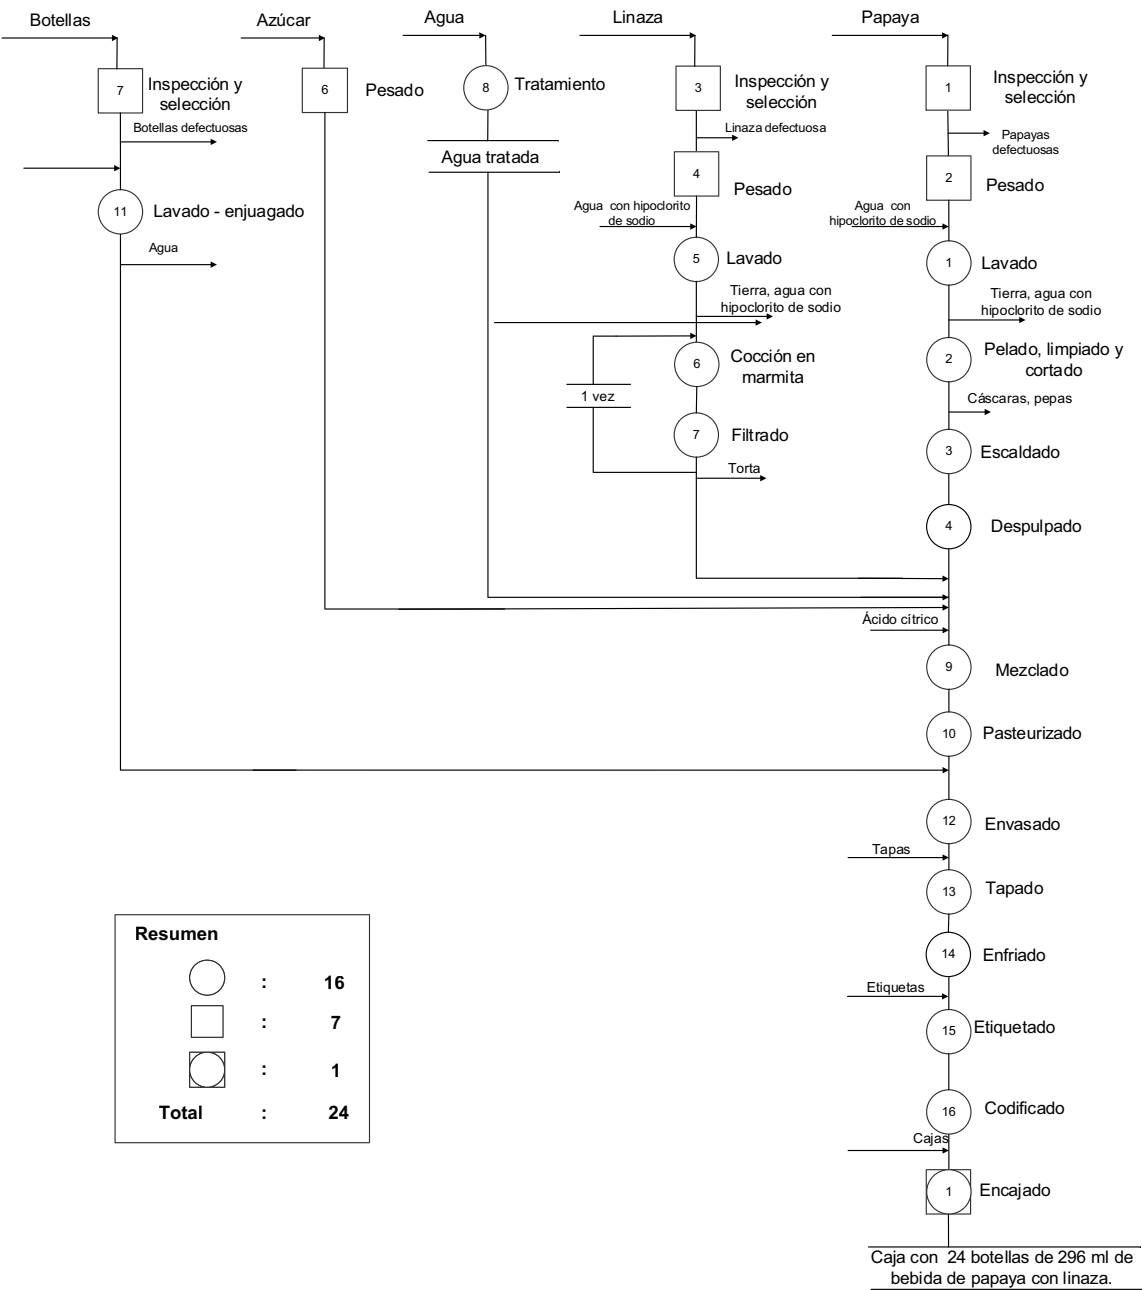 Botellas
Azúcar
Agua
Linaza
Papaya
7
Inspección y
selección
6
Pesado
8
Tratamiento
3
Inspección y
selección
1
Inspección y
selección
Botellas defectuosas
Linaza defectuosa
Papayas
defectuosas
Agua tratada
4
Pesado
2
Pesado
11
Lavado - enjuagado
Agua con hipoclorito
de sodio
Agua con
hipoclorito de sodio
Agua
5
Lavado
1
Lavado
Tierra, agua con
hipoclorito de sodio
Tierra, agua con
hipoclorito de sodio
6
Cocción en
marmita
2
Pelado, limpiado y
cortado
1 vez
Cáscaras, pepas
7
Filtrado
3
Escaldado
Torta
4
Despulpado
Ácido cítrico
9
Mezclado
10
Pasteurizado
12
Envasado
Tapas
13
Tapado
14
Enfriado
Etiquetas
15
Etiquetado
16
Codificado
Cajas
1
Encajado
Caja con 24 botellas de 296 ml de
bebida de papaya con linaza.
Resumen
: 16
: 7
: 1
Total : 24